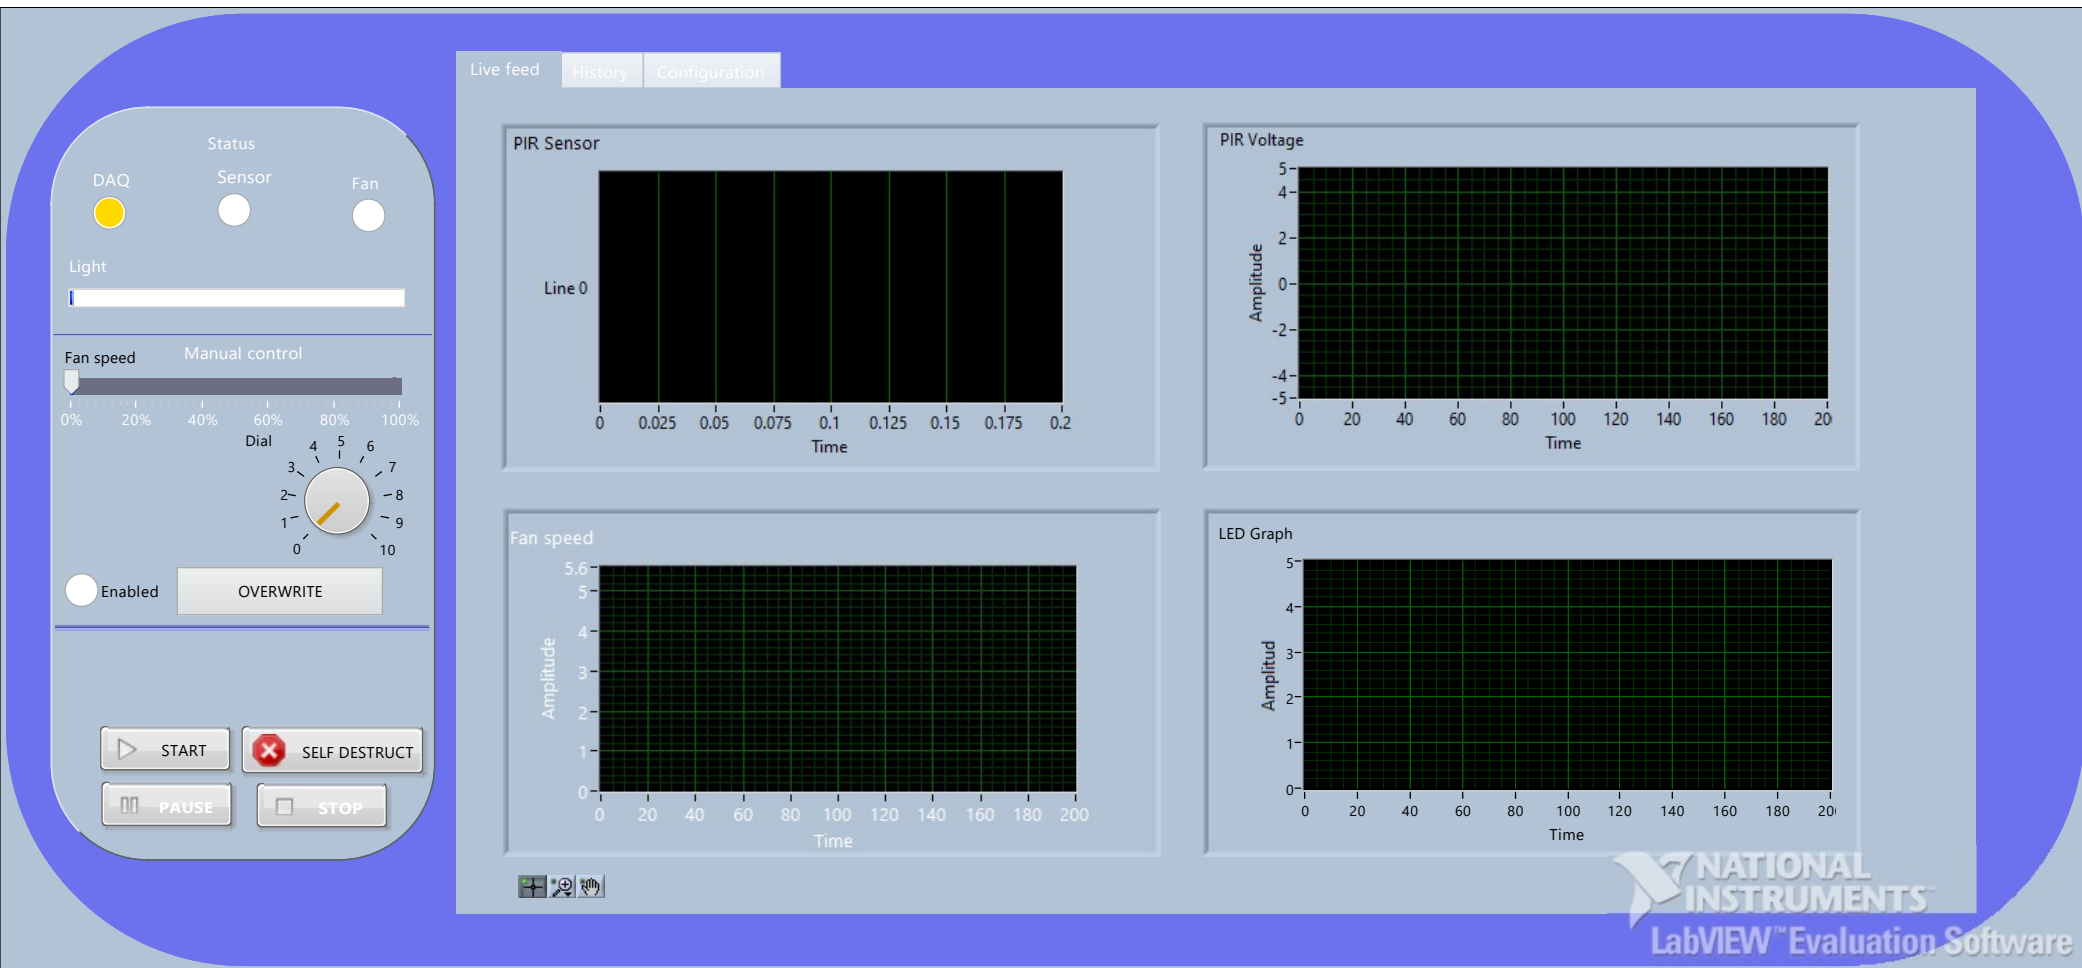 Live feed
History
Configuration
Status
DAQ
Sensor
Fan
Light
Fan speed
Manual control
0% 20% 40% 60% 80% 100%
Dial
0 1 2 3 4 5 6 7 8 9 10
Enabled
OVERWRITE
START
SELF DESTRUCT
PAUSE
STOP
PIR Sensor
Line 0
0 0.025 0.05 0.075 0.1 0.125 0.15 0.175 0.2
Time
PIR Voltage
Amplitude
5
4
2
0
-2
-4
-5
0 20 40 60 80 100 120 140 160 180 20
Time
Fan speed
Amplitude
5.6
5
4
3
2
1
0
0 20 40 60 80 100 120 140 160 180 200
Time
LED Graph
Amplitud
5
4
3
2
1
0
0 20 40 60 80 100 120 140 160 180 20
Time
NATIONAL
INSTRUMENTS™
LabVIEW™ Evaluation Software